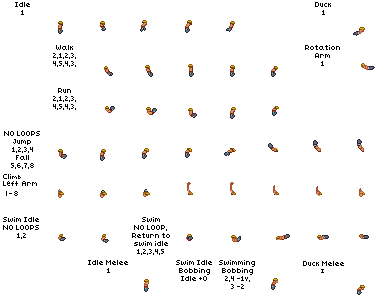 Idle
1
Duck
1
Walk
2,1,2,3,
4,5,4,3,
Rotation
Arm
1
Run
2,1,2,3,
4,5,4,3,
NO LOOPS
Jump
1,2,3,4
Fall
5,6,7,8
Climb
Left Arm
1-8
Swim Idle
NO LOOPS
1,2
Swim
NO LOOP,
Return to
swim idle
1,2,3,4,5
Swim Idle
Bobbing
Idle +0
Swimming
Bobbing
2,4 -1v,
3 -2
Idle Melee
1
Duck Melee
1